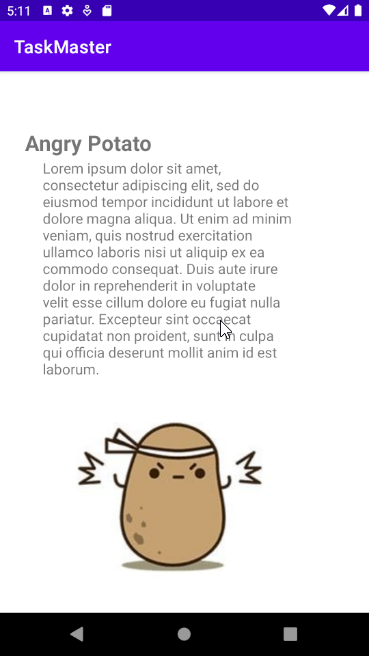 5:11
TaskMaster
Angry Potato
Lorem ipsum dolor sit amet,
consectetur adipiscing elit, sed do
eiusmod tempor incididunt ut labore et
dolore magna aliqua. Ut enim ad minim
veniam, quis nostrud exercitation
ullamco laboris nisi ut aliquip ex ea
commodo consequat. Duis aute irure
dolor in reprehenderit in voluptate
velit esse cillum dolore eu fugiat nulla
pariatur. Excepteur sint occaecat
cupidatat non proident, sunt in culpa
qui officia deserunt mollit anim id est
laborum.